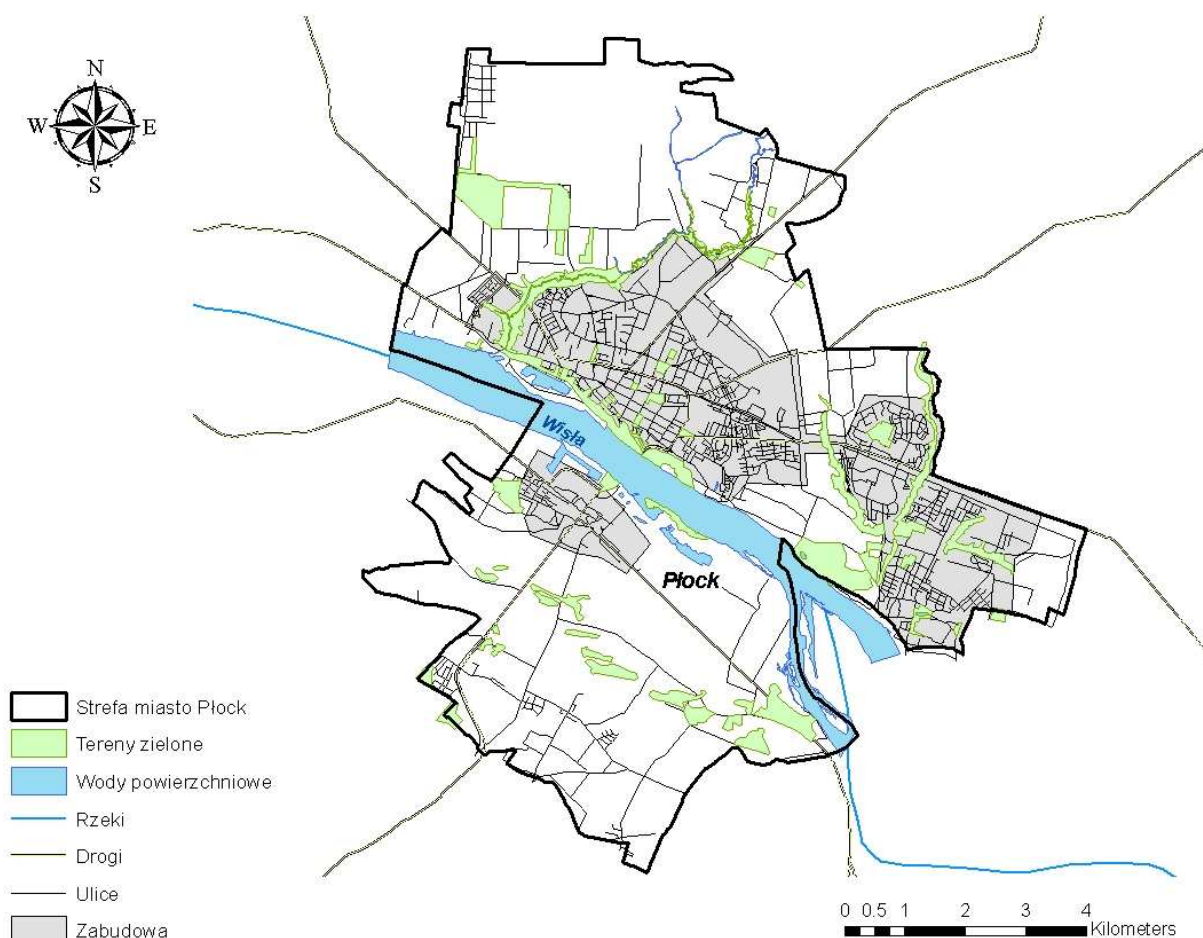 N
W E
S
Wisła
Płock
Strefa miasto Płock
Tereny zielone
Wody powierzchniowe
Rzeki
Drogi
Ulice
Zabudowa
0 0.5 1 2 3 4
Kilometers